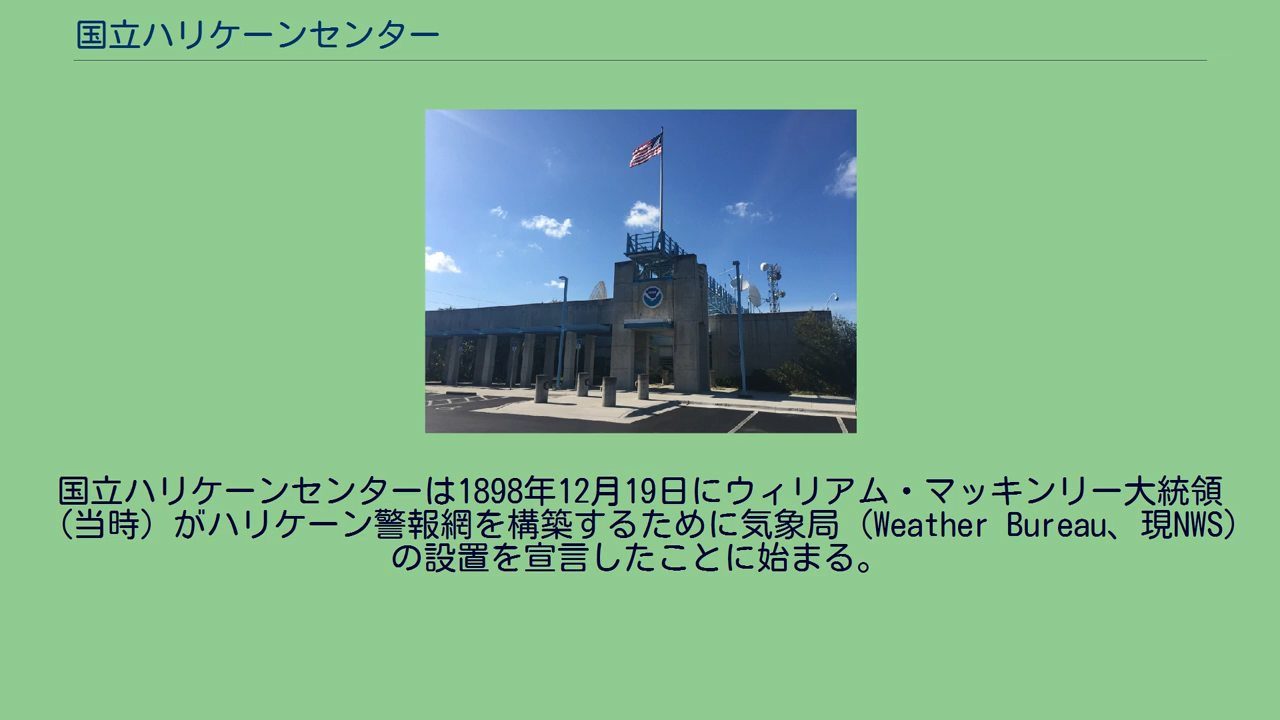 国立ハリケーンセンター
国立ハリケーンセンターは1898年12月19日にウィリアム・マッキンリー大統領
（当時）がハリケーン警報網を構築するために気象局（Weather Bureau、現NWS）
の設置を宣言したことに始まる。